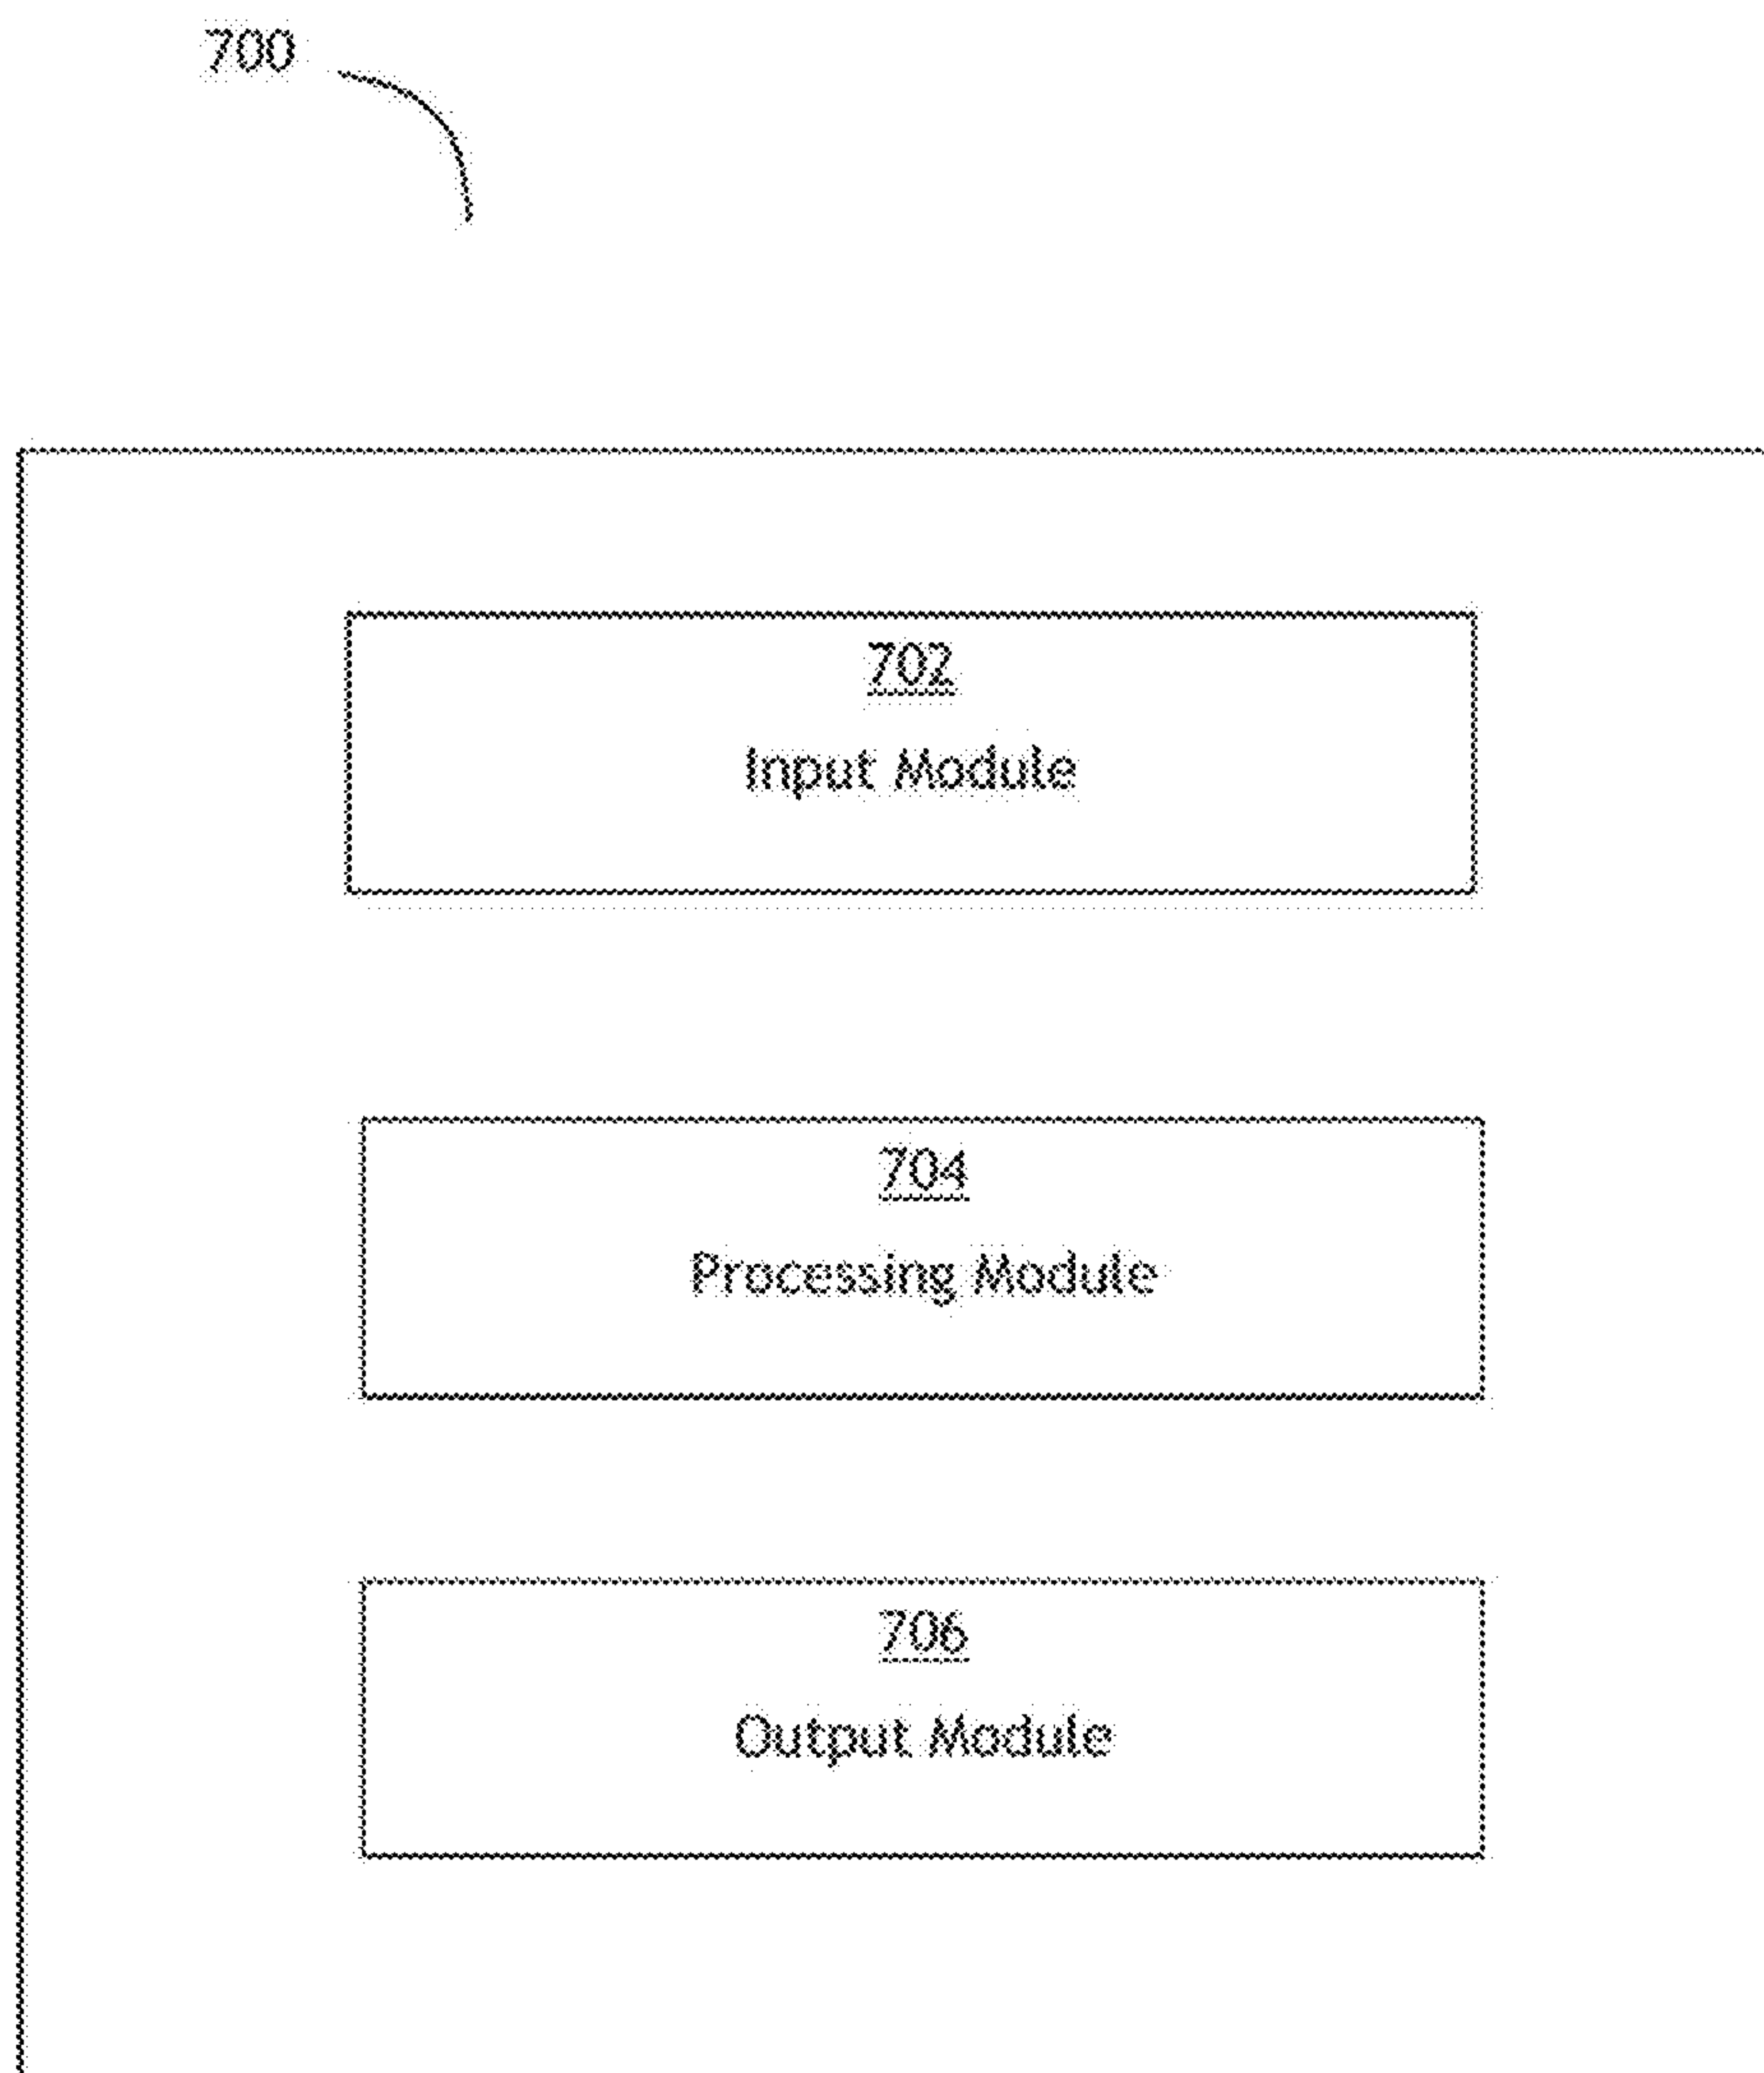 700
702
Input Module
704
Processing Module
706
Output Module